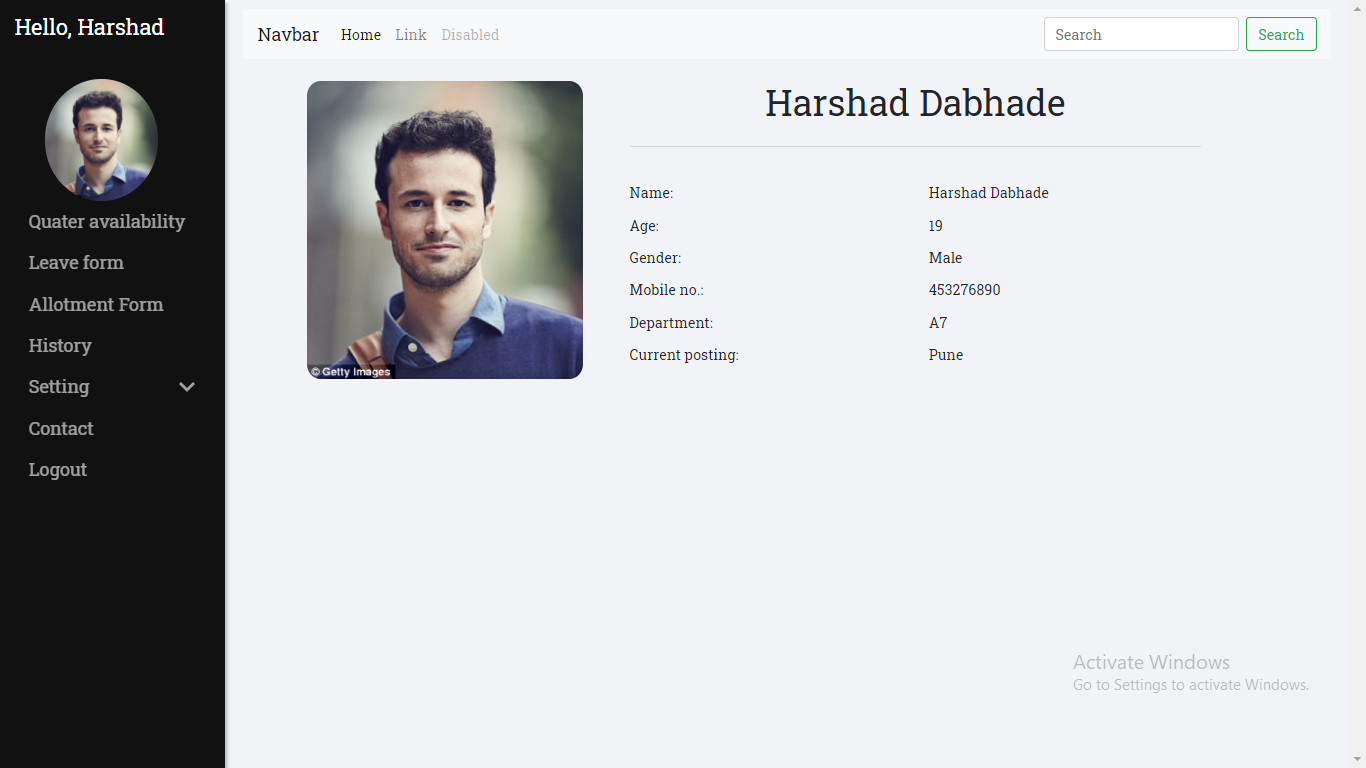 Hello, Harshad
Quater availability
Leave form
Allotment Form
History
Setting
Contact
Logout
Navbar Home Link Disabled Search Search
© Getty Images
Harshad Dabhade
Name: Harshad Dabhade
Age: 19
Gender: Male
Mobile no.: 453276890
Department: A7
Current posting: Pune
Activate Windows
Go to Settings to activate Windows.